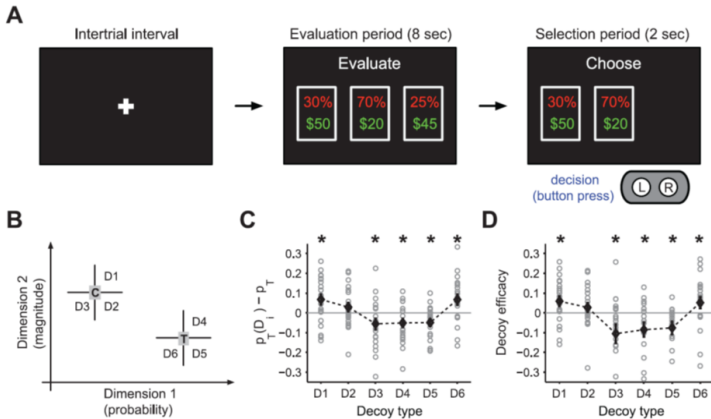 A
Intertrial interval
Evaluation period (8 sec)
Selection period (2 sec)
Evaluate
30% 70% 25%
$50 $20 $45
Choose
30% 70%
$50 $20
decision
(button press)
L R
B
Dimension 2
(magnitude)
C
D1
D3
D2
T
D4
D6
D5
Dimension 1
(probability)
C
* * * * *
pT(Di) − pT
0.3
0.2
0.1
0
−0.1
−0.2
−0.3
D1 D2 D3 D4 D5 D6
Decoy type
D
* * * * *
Decoy efficacy
0.3
0.2
0.1
0
−0.1
−0.2
−0.3
D1 D2 D3 D4 D5 D6
Decoy type